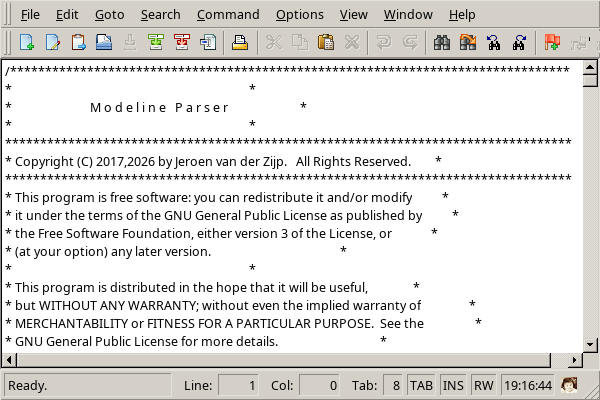 File Edit Goto Search Command Options View Window Help
/********************************************************************************
* *
* M o d e l i n e  P a r s e r *
* *
*********************************************************************************
* Copyright (C) 2017,2026 by Jeroen van der Zijp.   All Rights Reserved. *
*********************************************************************************
* This program is free software: you can redistribute it and/or modify *
* it under the terms of the GNU General Public License as published by *
* the Free Software Foundation, either version 3 of the License, or *
* (at your option) any later version. *
* *
* This program is distributed in the hope that it will be useful, *
* but WITHOUT ANY WARRANTY; without even the implied warranty of *
* MERCHANTABILITY or FITNESS FOR A PARTICULAR PURPOSE.  See the *
* GNU General Public License for more details. *
Ready. Line: 1 Col: 0 Tab: 8 TAB INS RW 19:16:44